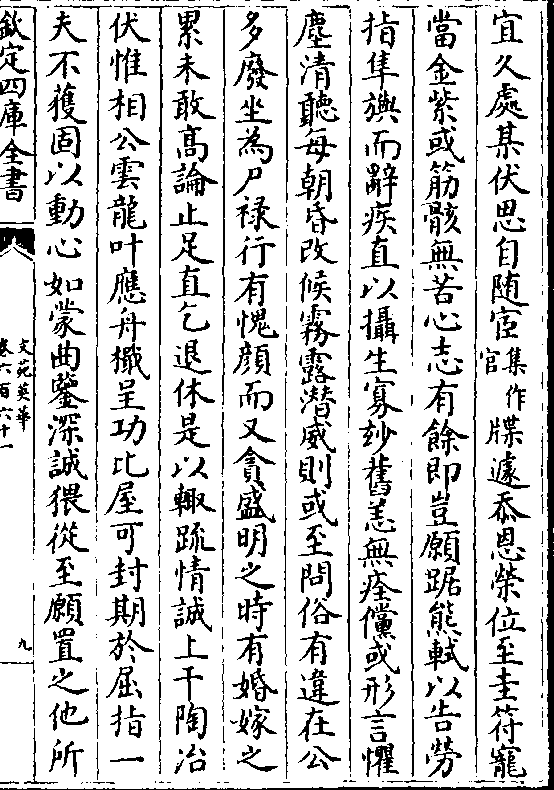 宜久處某伏思自随宦集作官牒遽忝恩榮位至圭符寵
當金紫或筋骸無苦心志有餘即豈願踞熊軾以告勞
指隼旟而辭疾直以攝生寡玅舊恙無痊儻或形言懼
塵清聽每朝昏改候霧露潜威則或至問俗有違在公
多廢坐為尸禄行有愧顔而又貪盛明之時有婚嫁之
累未敢髙論止足直乞退休是以輙䟽情誠上干陶冶
伏惟相公雲龍叶應舟檝呈功比屋可封期於屈指一
夫不獲固以動心如蒙曲鑒深誠猥從至願置之他所
欽定四庫全書
文苑英華
卷六百六十一
九